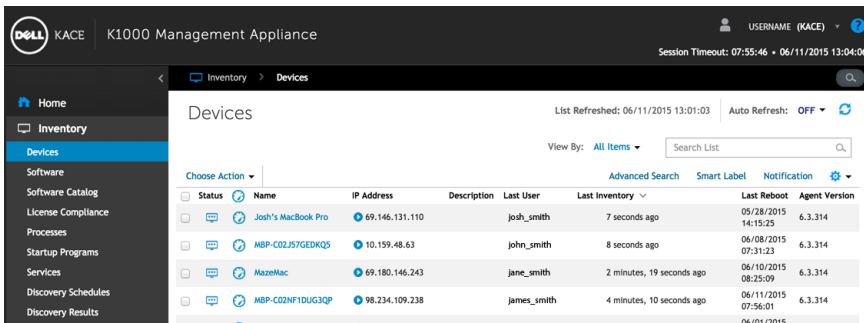 DELL KACE K1000 Management Appliance USERNAME (KACE)
Session Timeout: 07:55:46 • 06/11/2015 13:04:06
Inventory > Devices
Home
Inventory
Devices
Software
Software Catalog
License Compliance
Processes
Startup Programs
Services
Discovery Schedules
Discovery Results
Devices List Refreshed: 06/11/2015 13:01:03 Auto Refresh: OFF
View By: All Items Search List
Choose Action Advanced Search Smart Label Notification
Status Name IP Address Description Last User Last Inventory Last Reboot Agent Version
Josh's MacBook Pro 69.146.131.110 josh_smith 7 seconds ago 05/28/2015 14:15:25 6.3.314
MBP-C02J57GEDKQ5 10.159.48.63 john_smith 8 seconds ago 06/08/2015 07:31:23 6.3.314
MazeMac 69.180.146.243 jane_smith 2 minutes, 19 seconds ago 06/10/2015 08:25:09 6.3.314
MBP-C02NF1DUG3QP 98.234.109.238 james_smith 4 minutes, 10 seconds ago 06/11/2015 07:56:01 6.3.314
06/01/2015